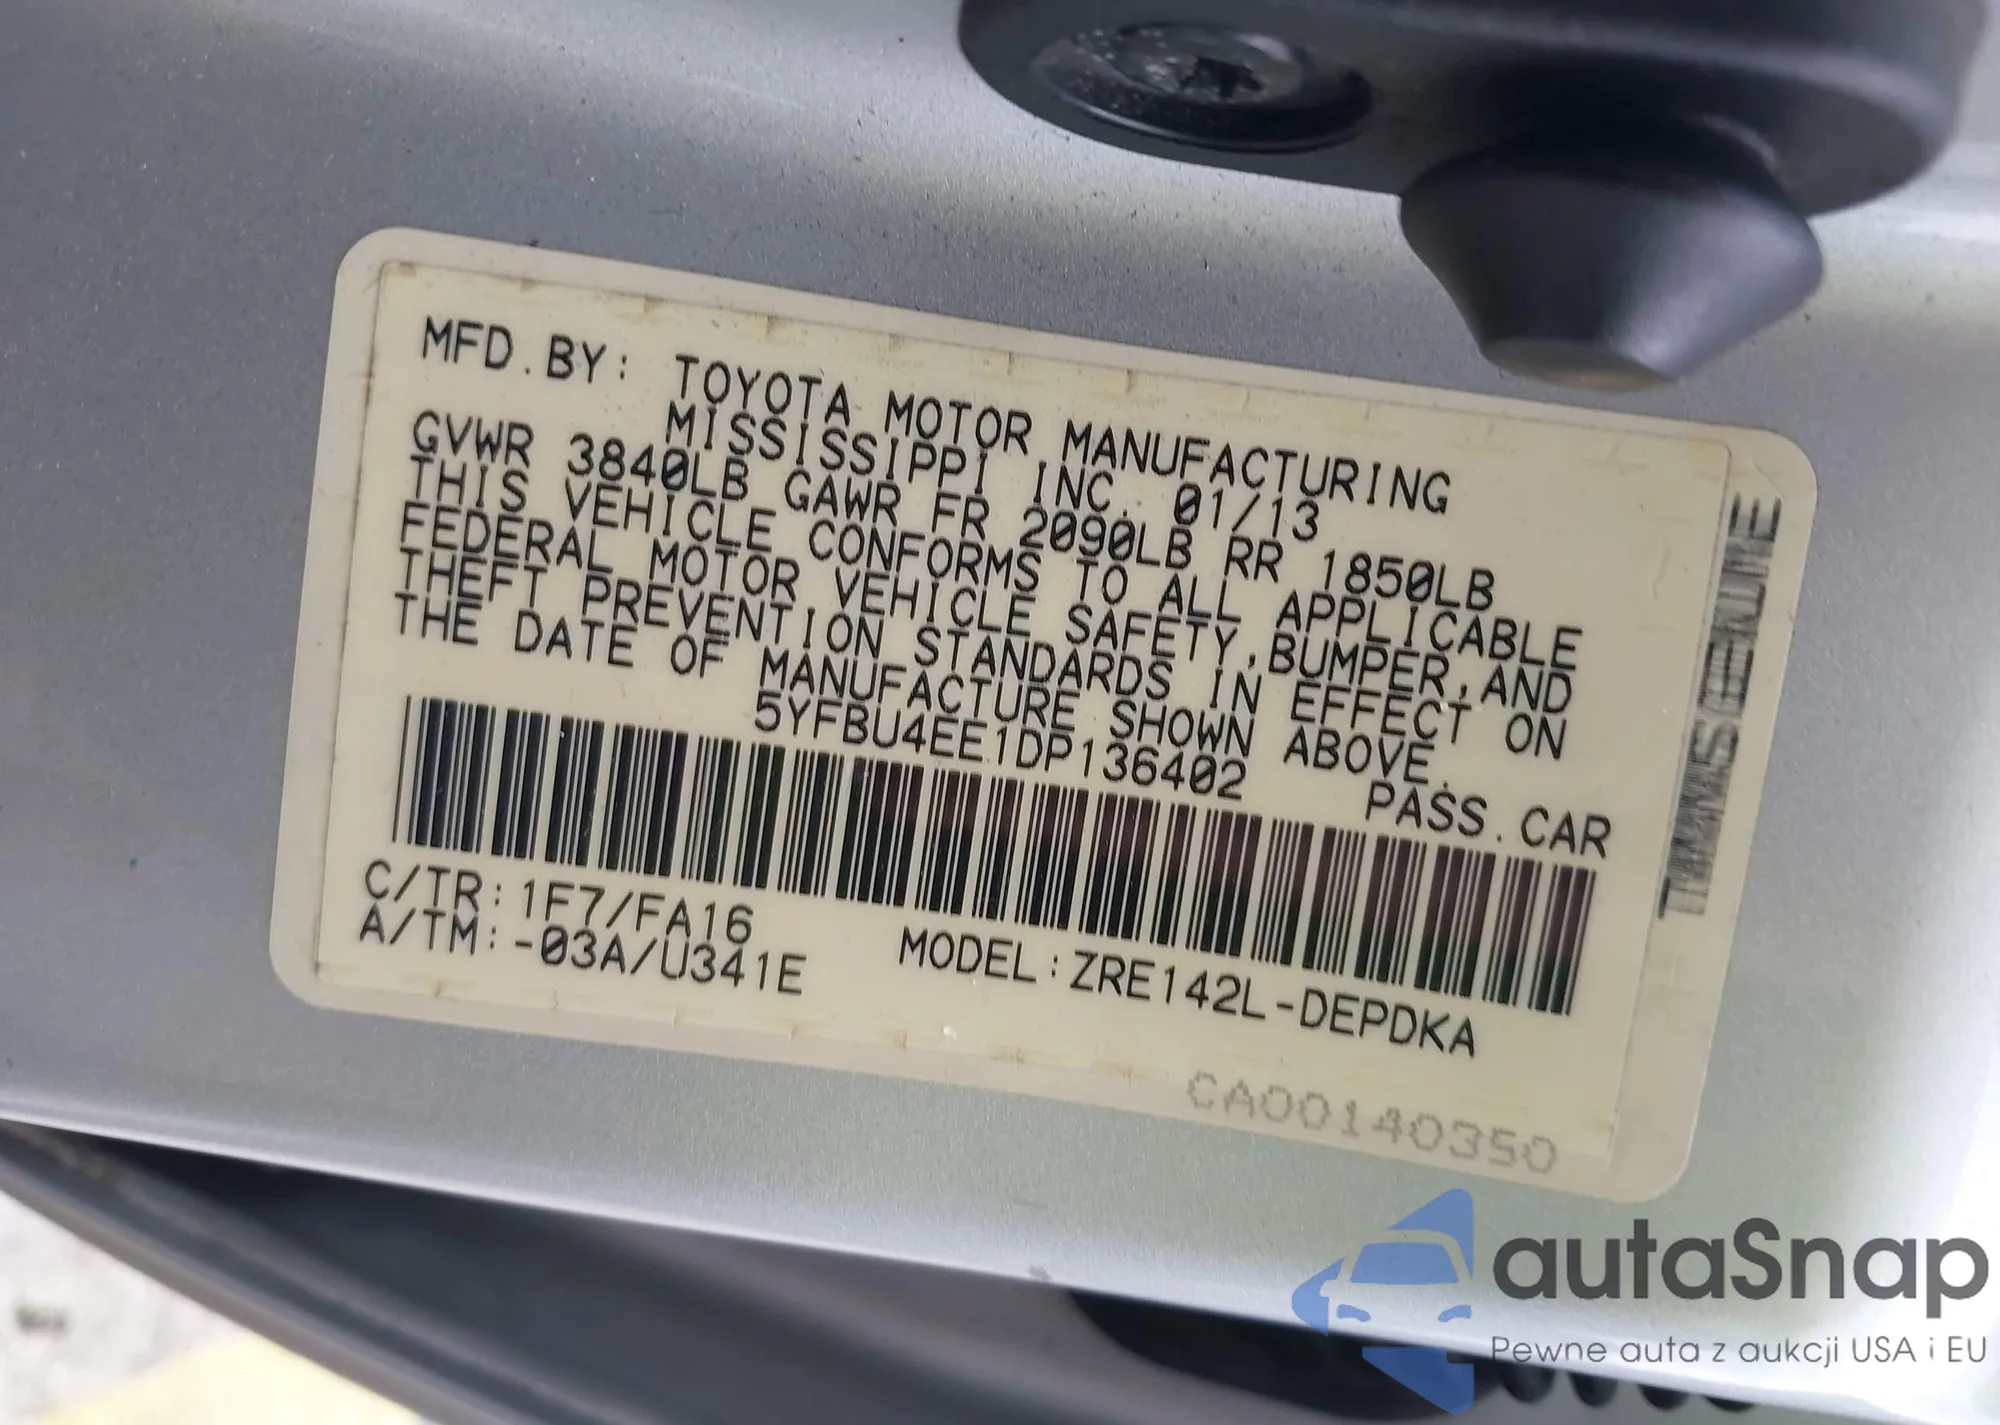 MFD.BY: TOYOTA MOTOR MANUFACTURING
MISSISSIPPI INC. 01/13
GVWR 3840LB GAWR FR 2090LB RR 1850LB
THIS VEHICLE CONFORMS TO ALL APPLICABLE
FEDERAL MOTOR VEHICLE SAFETY,BUMPER,AND
THEFT PREVENTION STANDARDS IN EFFECT ON
THE DATE OF MANUFACTURE SHOWN ABOVE.
5YFBU4EE1DP136402 PASS.CAR
C/TR:1F7/FA16
A/TM:-03A/U341E MODEL:ZRE142L-DEPDKA
CA00140350
autaSnap
Pewne auta z aukcji USA i EU